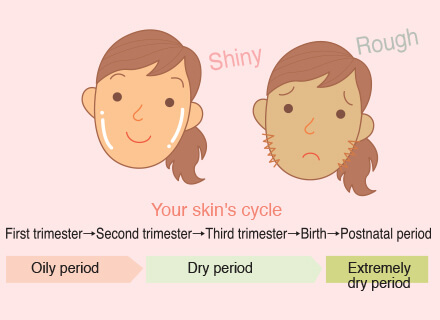 Shiny
Rough
Your skin's cycle
First trimester→Second trimester→Third trimester→Birth→Postnatal period
Oily period
Dry period
Extremely
dry period